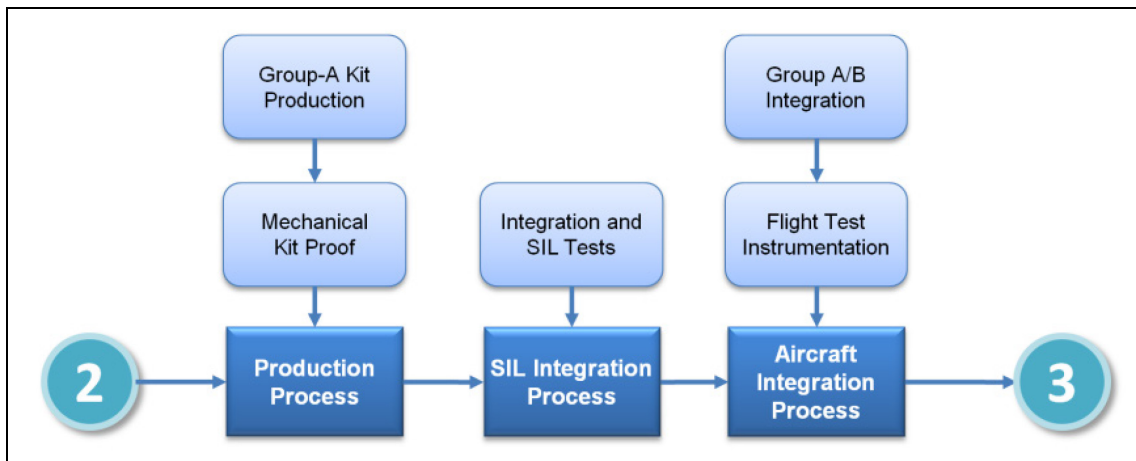 Group-A Kit
Production
Group A/B
Integration
Mechanical
Kit Proof
Integration and
SIL Tests
Flight Test
Instrumentation
2
Production
Process
SIL Integration
Process
Aircraft
Integration
Process
3